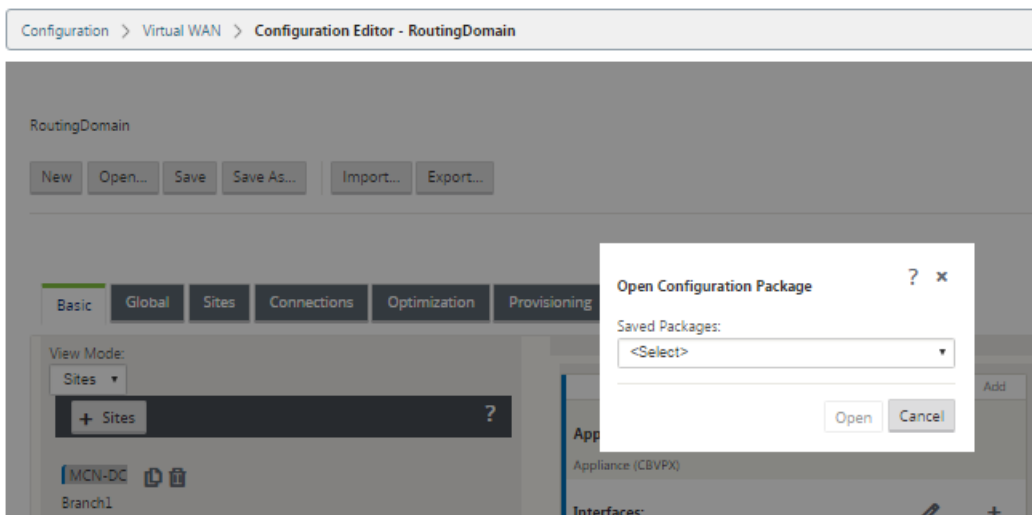 Configuration > Virtual WAN > Configuration Editor - RoutingDomain
RoutingDomain
New Open... Save Save As... Import... Export...
Basic Global Sites Connections Optimization Provisioning
View Mode:
Sites
+ Sites ?
MCN-DC
Branch1
Open Configuration Package ? ×
Saved Packages:
<Select>
Open Cancel
Add
App
Appliance (CBVPX)
Interfaces: +